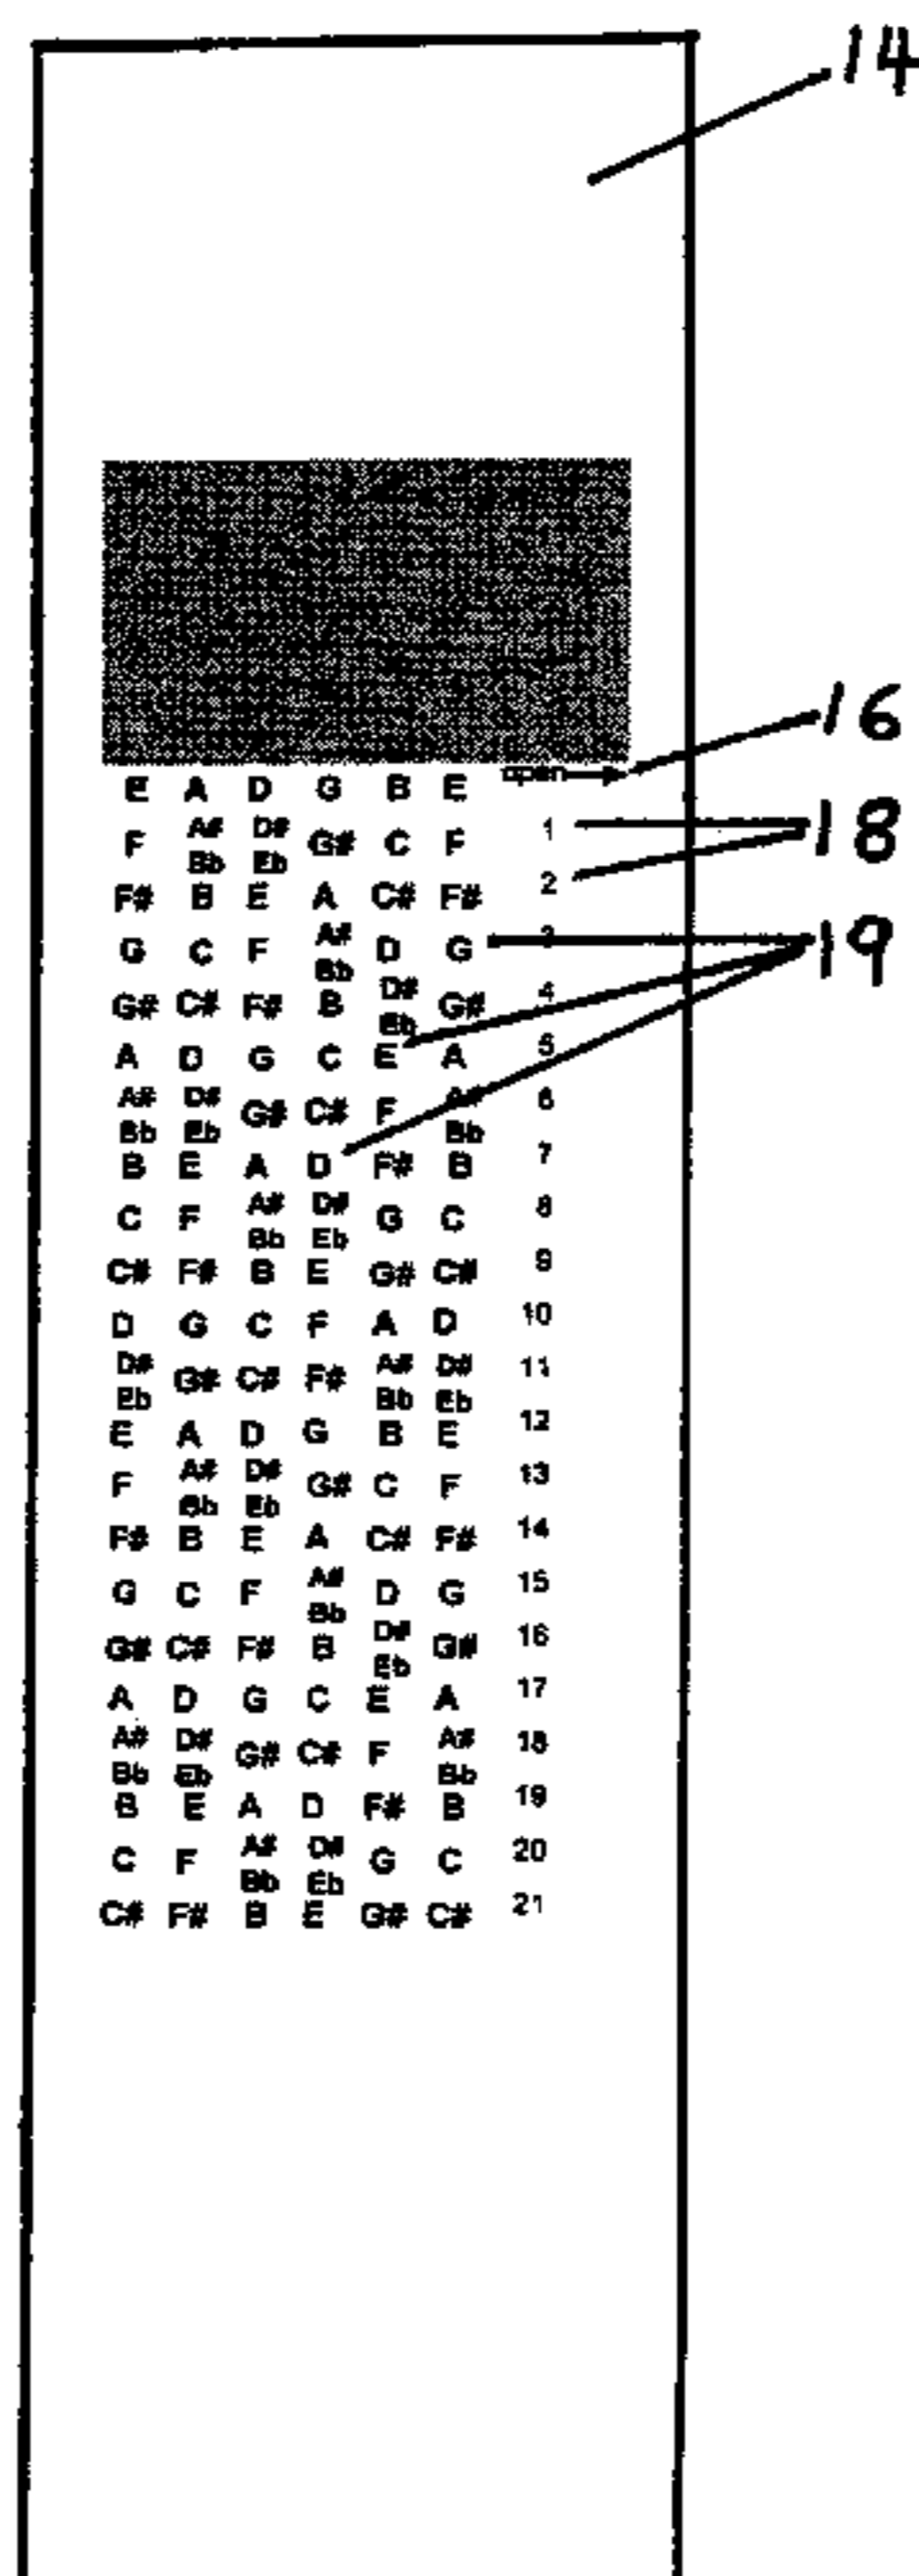 14
16
open
E A D G B E
18
F A# Bb D# Eb G# C F 1
F# B E A C# F# 2
19
G C F A# Bb D G 3
G# C# F# B D# Eb G# 4
A D G C E A 5
A# Bb D# Eb G# C# F A# Bb 6
B E A D F# B 7
C F A# Bb D# Eb G C 8
C# F# B E G# C# 9
D G C F A D 10
D# Eb G# C# F# A# Bb D# Eb 11
E A D G B E 12
F A# Bb D# Eb G# C F 13
F# B E A C# F# 14
G C F A# Bb D G 15
G# C# F# B D# Eb G# 16
A D G C E A 17
A# Bb D# Eb G# C# F A# Bb 18
B E A D F# B 19
C F A# Bb D# Eb G C 20
C# F# B E G# C# 21